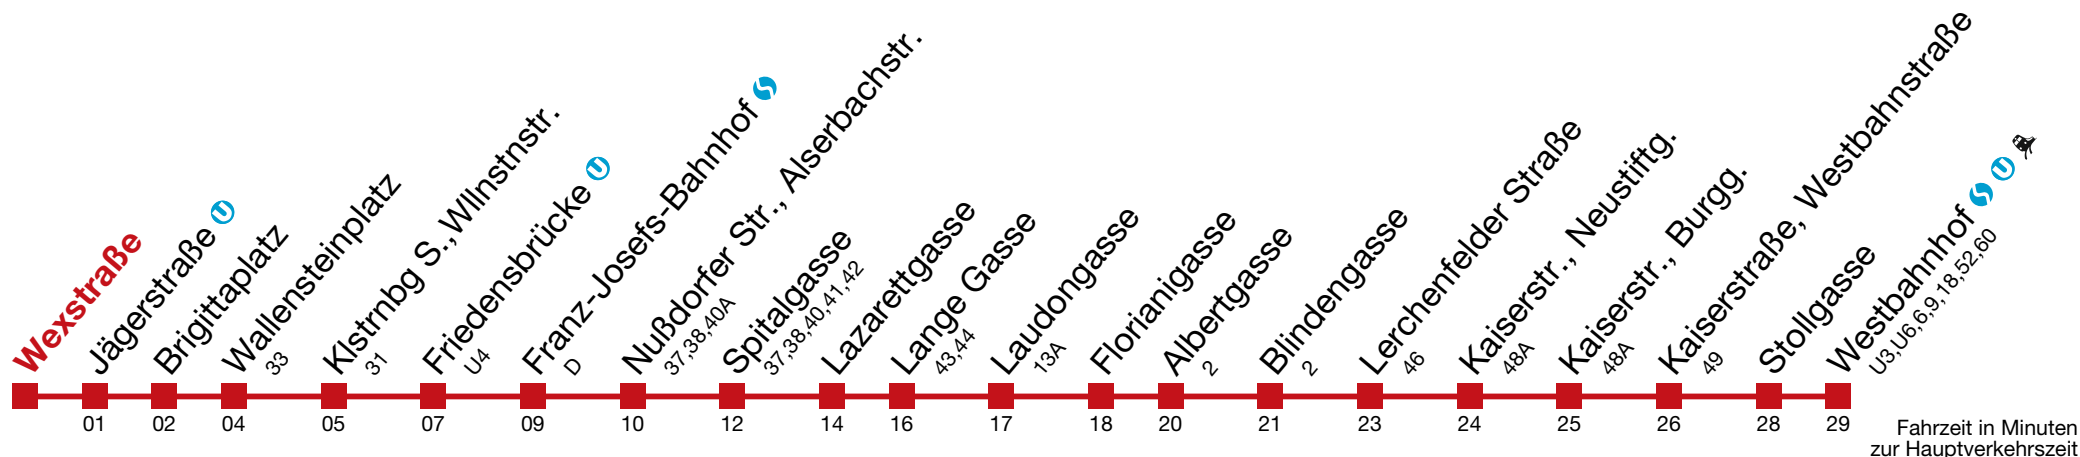 Wexstraße
Jägerstraße U
Brigittaplatz
Wallensteinplatz
33
Klstrnbg S., Wllnstnstr.
31
Friedensbrücke U
U4
Franz-Josefs-Bahnhof S
D
Nußdorfer Str., Alserbachstr.
37,38,40A
Spitalgasse
37,38,40,41,42
Lazarettgasse
Lange Gasse
43,44
Laudongasse
13A
Florianigasse
Albertgasse
2
Blindengasse
2
Lerchenfelder Straße
46
Kaiserstr., Neustiftg.
48A
Kaiserstr., Burgg.
48A
Kaiserstraße, Westbahnstraße
49
Stollgasse
Westbahnhof S U
U3,U6,6,9,18,52,60
01 02 04 05 07 09 10 12 14 16 17 18 20 21 23 24 25 26 28 29
Fahrzeit in Minuten
zur Hauptverkehrszeit